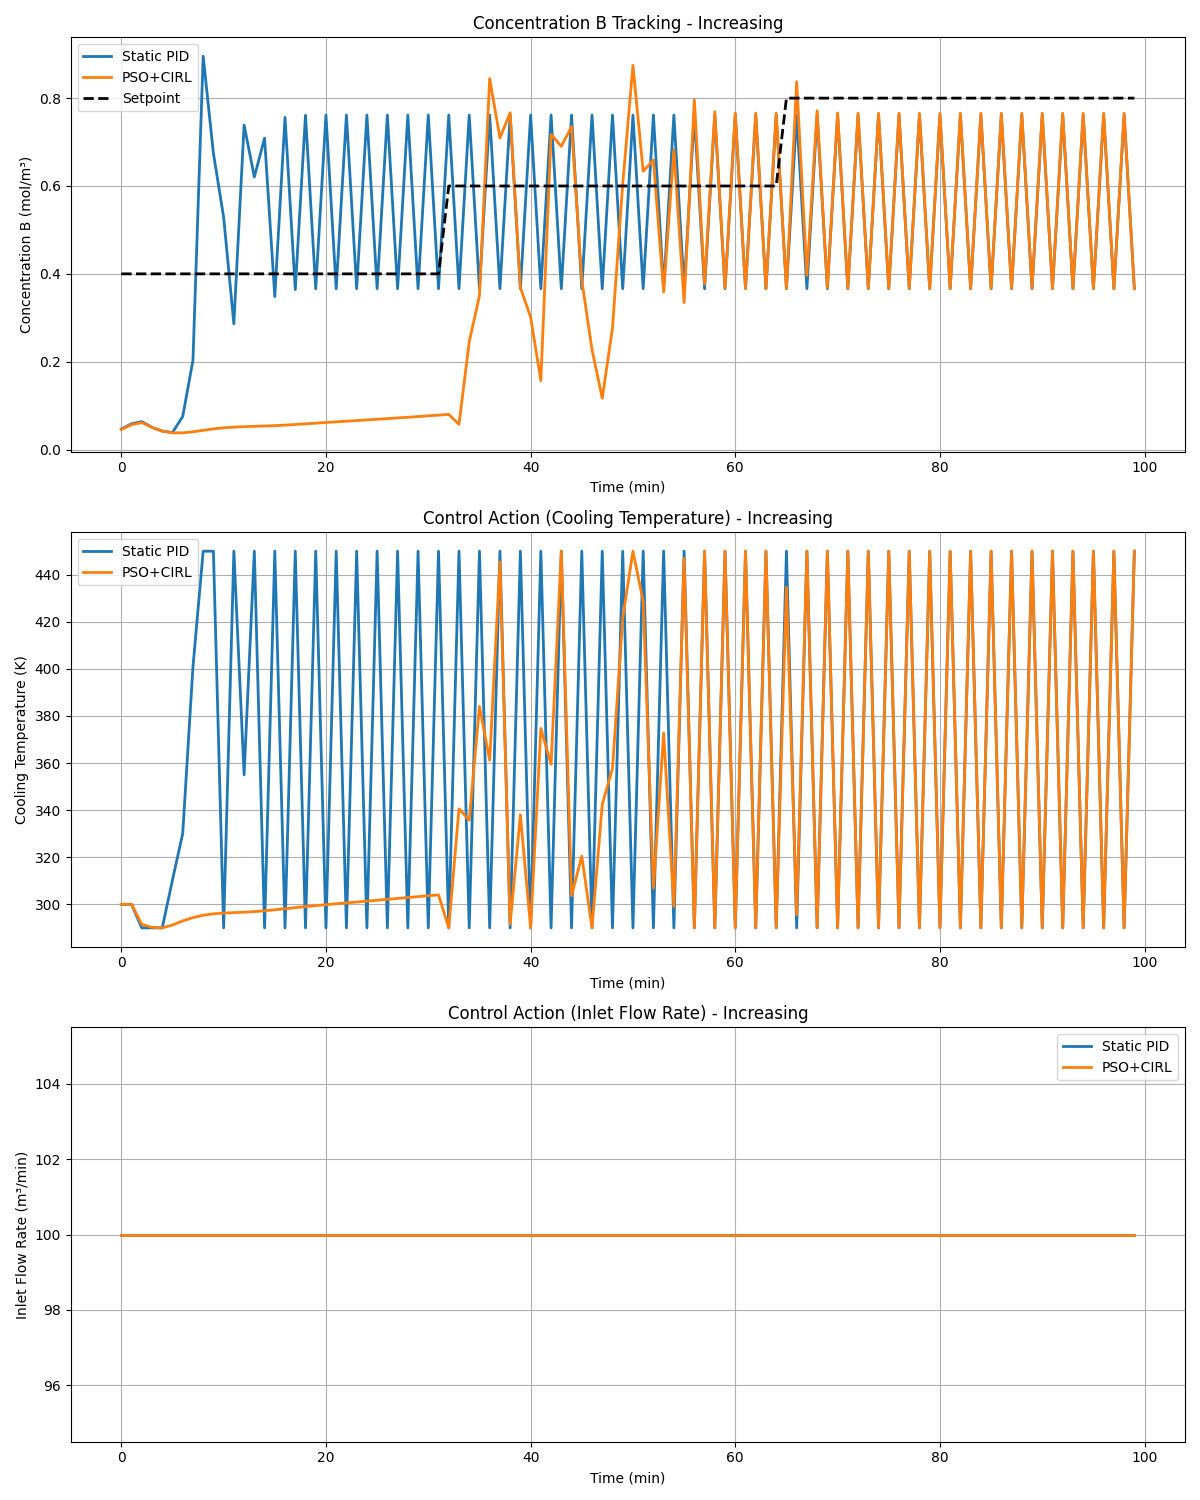 Concentration B Tracking - Increasing
Static PID
PSO+CIRL
Setpoint
Concentration B (mol/m³)
0.8
0.6
0.4
0.2
0.0
0 20 40 60 80 100
Time (min)
Control Action (Cooling Temperature) - Increasing
Static PID
PSO+CIRL
Cooling Temperature (K)
440
420
400
380
360
340
320
300
0 20 40 60 80 100
Time (min)
Control Action (Inlet Flow Rate) - Increasing
Static PID
PSO+CIRL
Inlet Flow Rate (m³/min)
104
102
100
98
96
0 20 40 60 80 100
Time (min)